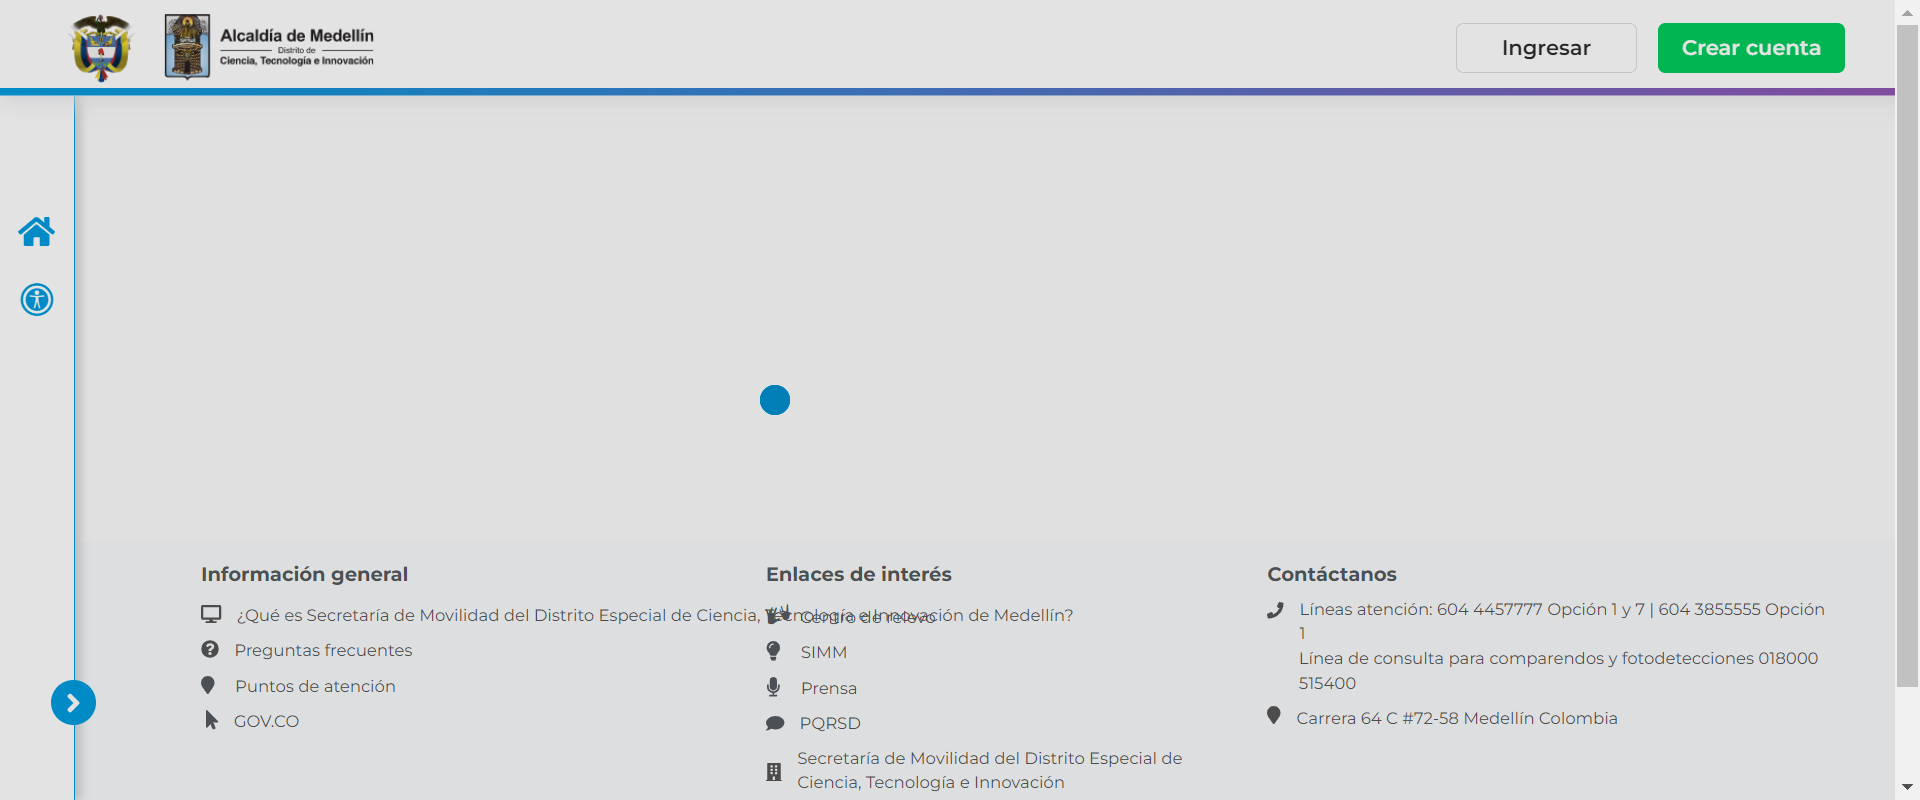 Alcaldía de Medellín
Distrito de
Ciencia, Tecnología e Innovación
Ingresar
Crear cuenta
Información general
¿Qué es Secretaría de Movilidad del Distrito Especial de Ciencia, Tecnología e Innovación de Medellín?
Preguntas frecuentes
Puntos de atención
GOV.CO
Enlaces de interés
Centro de relevo
SIMM
Prensa
PQRSD
Secretaría de Movilidad del Distrito Especial de
Ciencia, Tecnología e Innovación
Contáctanos
Líneas atención: 604 4457777 Opción 1 y 7 | 604 3855555 Opción
1
Línea de consulta para comparendos y fotodetecciones 018000
515400
Carrera 64 C #72-58 Medellín Colombia